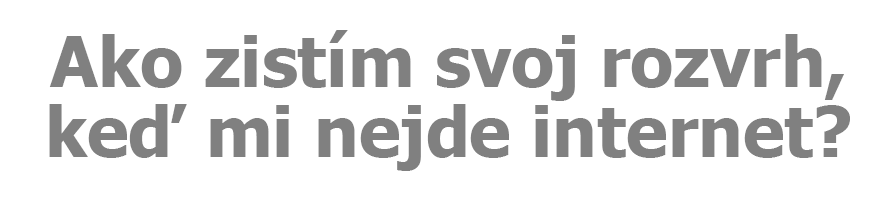 Ako zistím svoj rozvrh,
keď mi nejde internet?